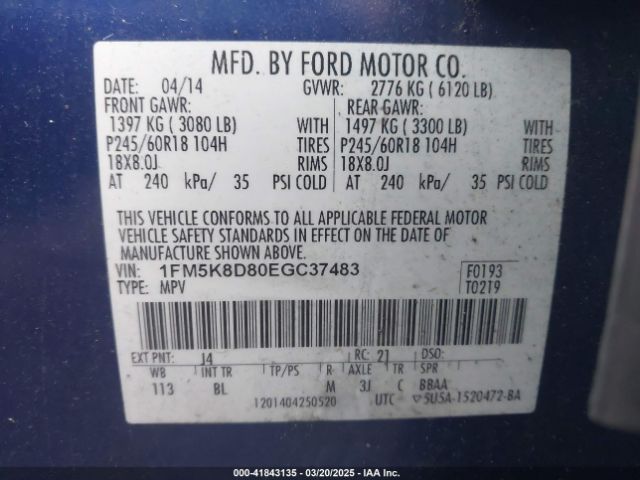 MFD. BY FORD MOTOR CO.
DATE: 04/14 GVWR: 2776 KG ( 6120 LB)
FRONT GAWR: REAR GAWR:
1397 KG ( 3080 LB) WITH 1497 KG ( 3300 LB) WITH
P245/60R18 104H TIRES P245/60R18 104H TIRES
18X8.0J RIMS 18X8.0J RIMS
AT 240 kPa/ 35 PSI COLD AT 240 kPa/ 35 PSI COLD
THIS VEHICLE CONFORMS TO ALL APPLICABLE FEDERAL MOTOR
VEHICLE SAFETY STANDARDS IN EFFECT ON THE DATE OF
MANUFACTURE SHOWN ABOVE.
VIN: 1FM5K8D80EGC37483 F0193
TYPE: MPV T0219
EXT PNT: J4 RC: 21 DSO:
WB INT TR TP/PS R AXLE TR SPR
113 BL M 3J C BBAA
1201404250520 UTC ▽5USA-1520472-BA
000-41843135 — 03/20/2025 — IAA Inc.